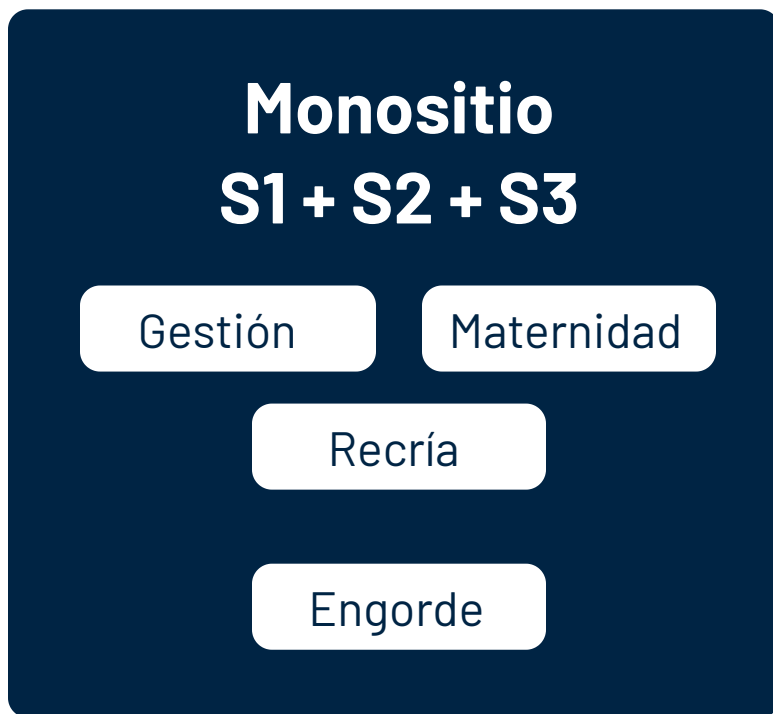 Monositio
S1 + S2 + S3
Gestión
Maternidad
Recría
Engorde